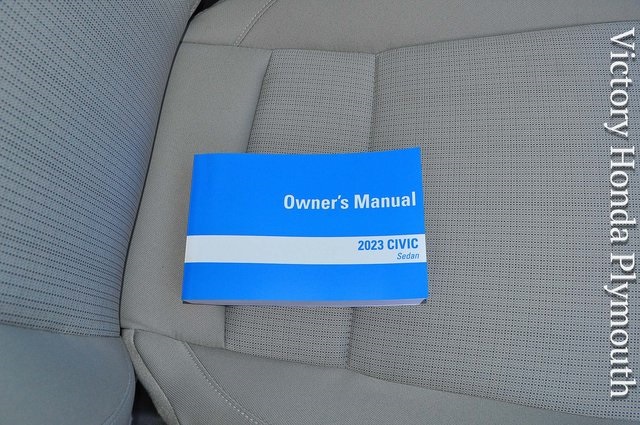 Owner's Manual
2023 CIVIC
Sedan
Victory Honda Plymouth